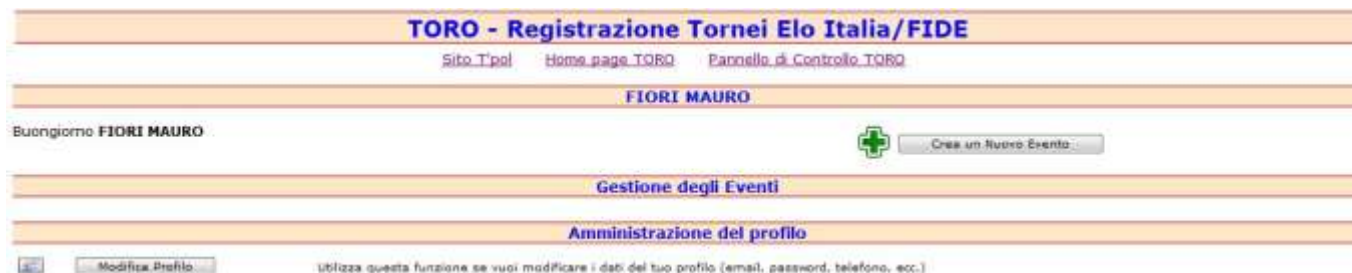 TORO - Registrazione Tornei Elo Italia/FIDE
Sito T'pol Home page TORO Pannello di Controllo TORO
FIORI MAURO
Buongiorno FIORI MAURO Crea un Nuovo Evento
Gestione degli Eventi
Amministrazione del profilo
Modifica Profilo Utilizza questa funzione se vuoi modificare i dati del tuo profilo (email, password, telefono, ecc.)